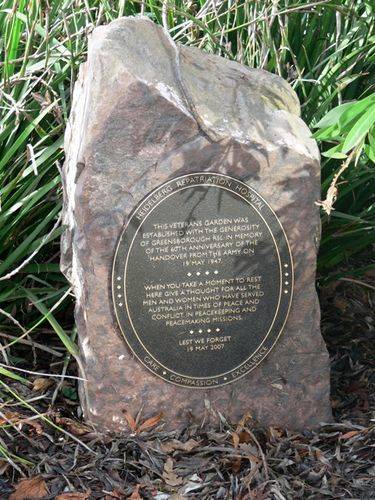 HEIDELBERG REPATRIATION HOSPITAL
THIS VETERANS GARDEN WAS
ESTABLISHED WITH THE GENEROSITY
OF GREENSBOROUGH RSL IN MEMORY
OF THE 60TH ANNIVERSARY OF THE
HANDOVER FROM THE ARMY ON
19 MAY 1947.
WHEN YOU TAKE A MOMENT TO REST
HERE GIVE A THOUGHT FOR ALL THE
MEN AND WOMEN WHO HAVE SERVED
AUSTRALIA IN TIMES OF PEACE AND
CONFLICT, IN PEACEKEEPING AND
PEACEMAKING MISSIONS.
LEST WE FORGET
19 MAY 2007
CARE • COMPASSION • EXCELLENCE